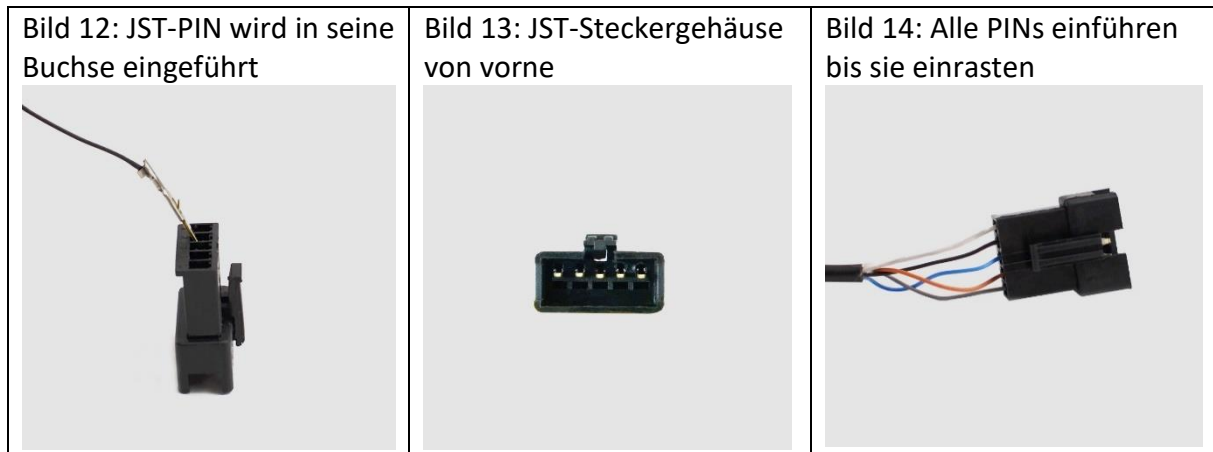 Bild 12: JST-PIN wird in seine
Buchse eingeführt
Bild 13: JST-Steckergehäuse
von vorne
Bild 14: Alle PINs einführen
bis sie einrasten